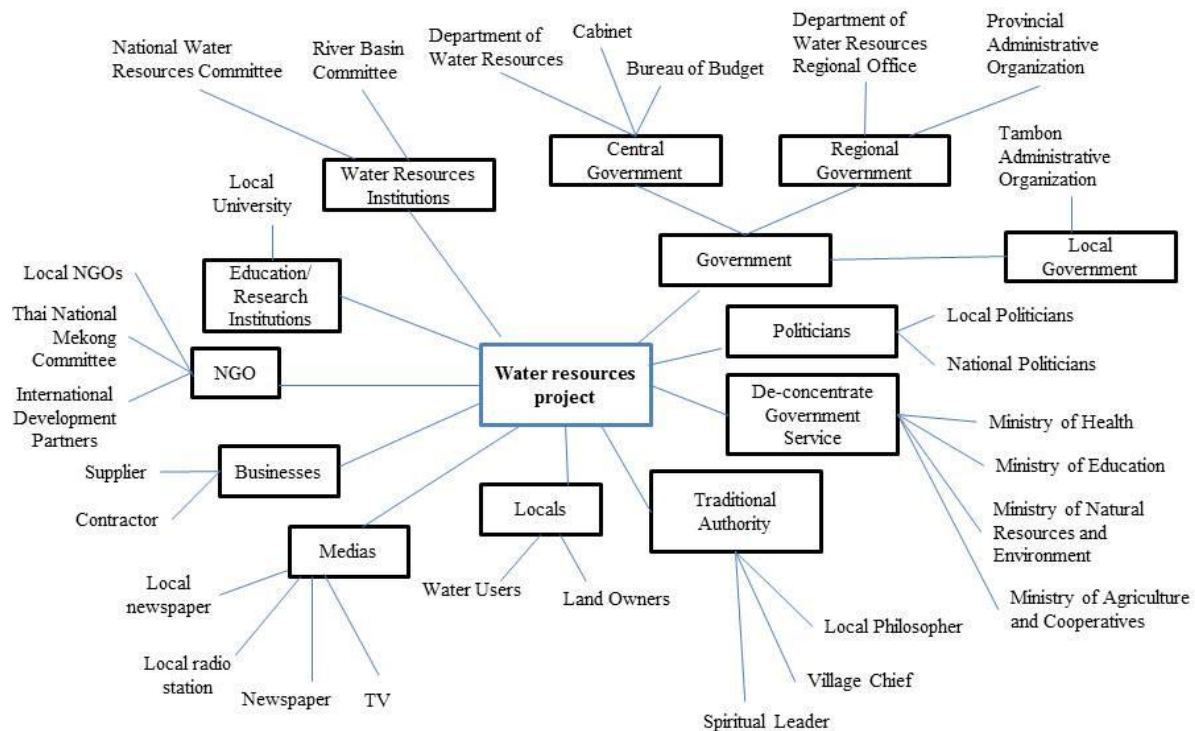 National Water
Resources Committee
River Basin
Committee
Department of
Water Resources
Cabinet
Bureau of Budget
Department of
Water Resources
Regional Office
Provincial
Administrative
Organization
Central
Government
Regional
Government
Tambon
Administrative
Organization
Water Resources
Institutions
Local
University
Government
Local
Government
Education/
Research
Institutions
Local NGOs
Thai National
Mekong
Committee
NGO
International
Development
Partners
Water resources
project
Politicians
Local Politicians
National Politicians
De-concentrate
Government
Service
Ministry of Health
Ministry of Education
Ministry of Natural
Resources and
Environment
Ministry of Agriculture
and Cooperatives
Supplier
Businesses
Contractor
Locals
Traditional
Authority
Medias
Water Users
Land Owners
Local
newspaper
Local radio
station
Newspaper
TV
Local Philosopher
Village Chief
Spiritual Leader